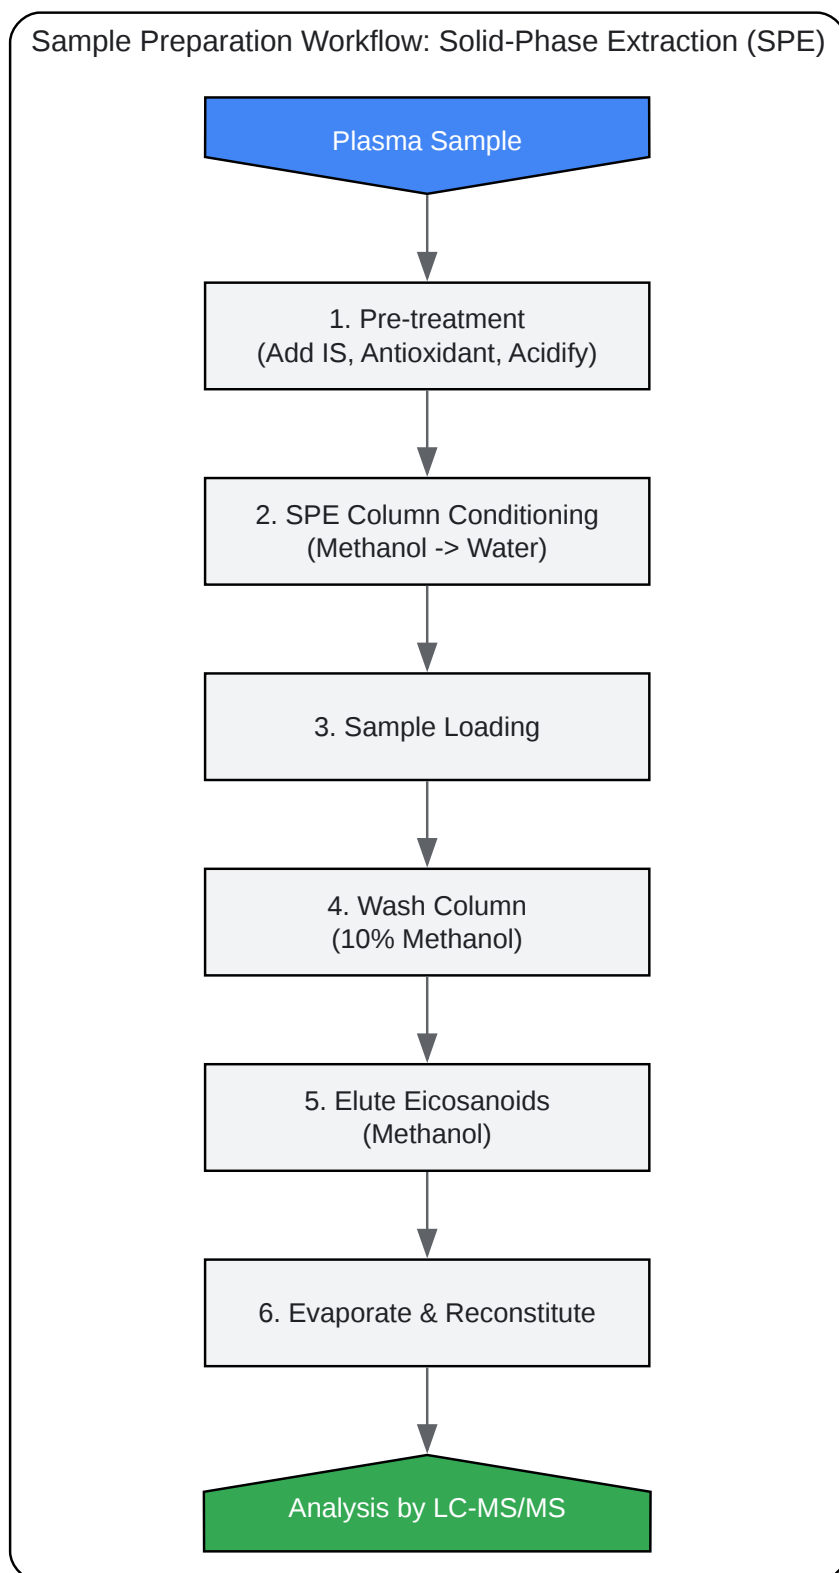 Sample Preparation Workflow: Solid-Phase Extraction (SPE)
Plasma Sample
1. Pre-treatment
(Add IS, Antioxidant, Acidify)
2. SPE Column Conditioning
(Methanol -> Water)
3. Sample Loading
4. Wash Column
(10% Methanol)
5. Elute Eicosanoids
(Methanol)
6. Evaporate & Reconstitute
Analysis by LC-MS/MS